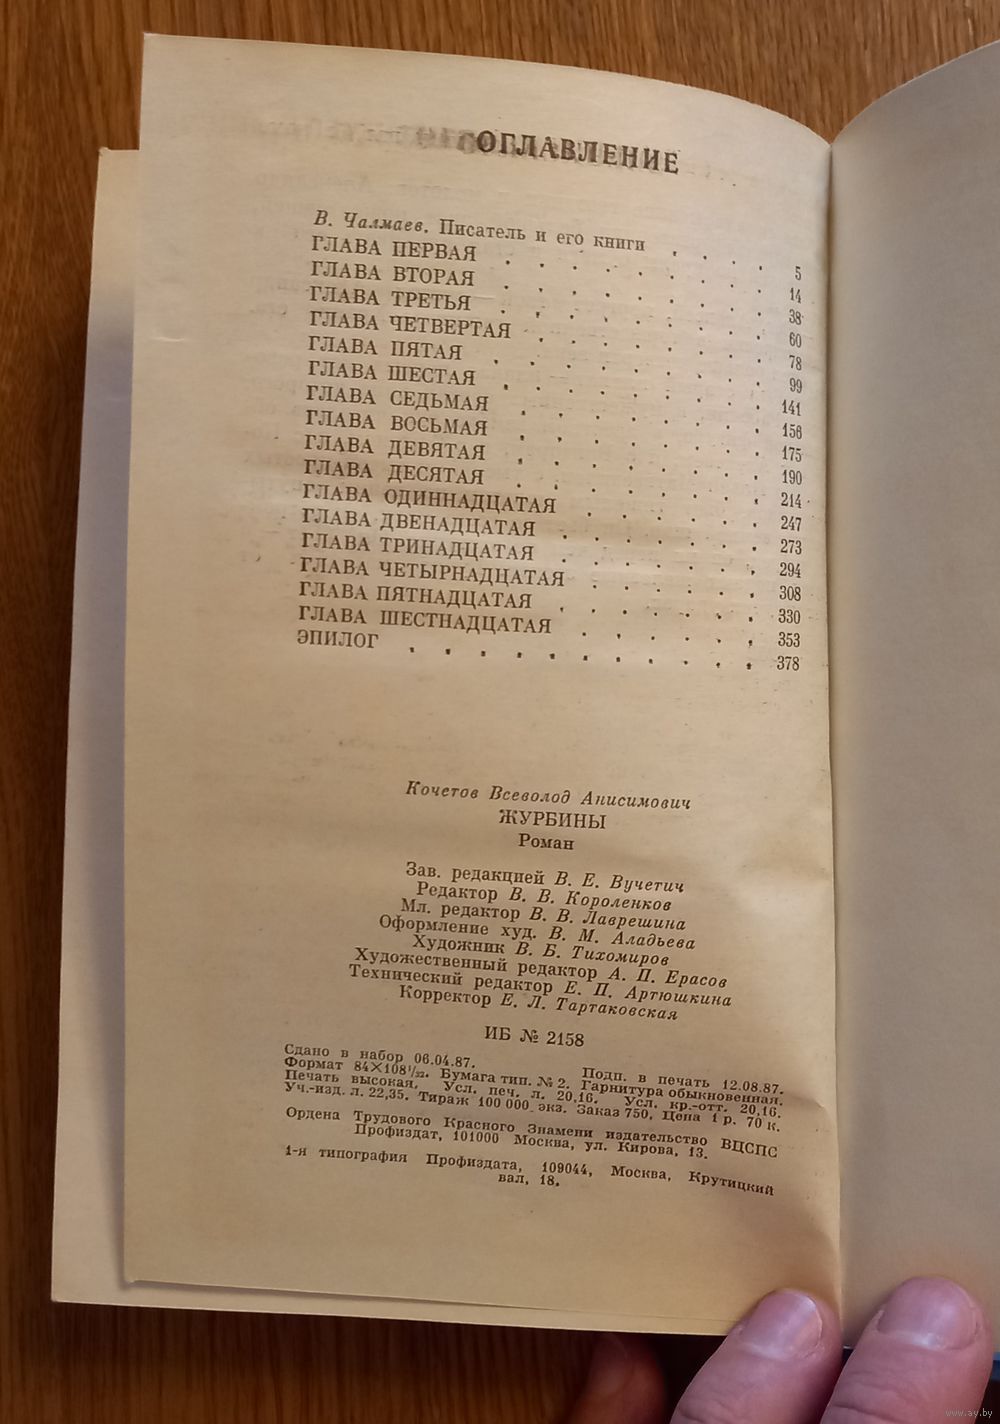 ОГЛАВЛЕНИЕ
В. Чалмаев. Писатель и его книги . . . . 5
ГЛАВА ПЕРВАЯ . . . . . . . . 14
ГЛАВА ВТОРАЯ . . . . . . . . 38
ГЛАВА ТРЕТЬЯ . . . . . . . . 60
ГЛАВА ЧЕТВЕРТАЯ . . . . . . . 78
ГЛАВА ПЯТАЯ . . . . . . . . 99
ГЛАВА ШЕСТАЯ . . . . . . . . 141
ГЛАВА СЕДЬМАЯ . . . . . . . 156
ГЛАВА ВОСЬМАЯ . . . . . . . 175
ГЛАВА ДЕВЯТАЯ . . . . . . . 190
ГЛАВА ДЕСЯТАЯ . . . . . . . 214
ГЛАВА ОДИННАДЦАТАЯ . . . . . . 247
ГЛАВА ДВЕНАДЦАТАЯ . . . . . . 273
ГЛАВА ТРИНАДЦАТАЯ . . . . . . 294
ГЛАВА ЧЕТЫРНАДЦАТАЯ . . . . . . 308
ГЛАВА ПЯТНАДЦАТАЯ . . . . . . 330
ГЛАВА ШЕСТНАДЦАТАЯ . . . . . . 353
ЭПИЛОГ . . . . . . . . . . 378
Кочетов Всеволод Анисимович
ЖУРБИНЫ
Роман
Зав. редакцией В. Е. Вучетич
Редактор В. В. Короленков
Мл. редактор В. В. Лаврешина
Оформление худ. В. М. Аладьева
Художник В. Б. Тихомиров
Художественный редактор А. П. Ерасов
Технический редактор Е. П. Артюшкина
Корректор Е. Л. Тартаковская
ИБ № 2158
Сдано в набор 06.04.87. Подп. в печать 12.08.87.
Формат 84×108¹/₃₂. Бумага тип. № 2. Гарнитура обыкновенная.
Печать высокая. Усл. печ. л. 20,16. Усл. кр.-отт. 20,16.
Уч.-изд. л. 22,35. Тираж 100 000 экз. Заказ 750. Цена 1 р. 70 к.
Ордена Трудового Красного Знамени издательство ВЦСПС
Профиздат, 101000 Москва, ул. Кирова, 13.
1-я типография Профиздата, 109044, Москва, Крутицкий
вал, 18.
www.ay.by